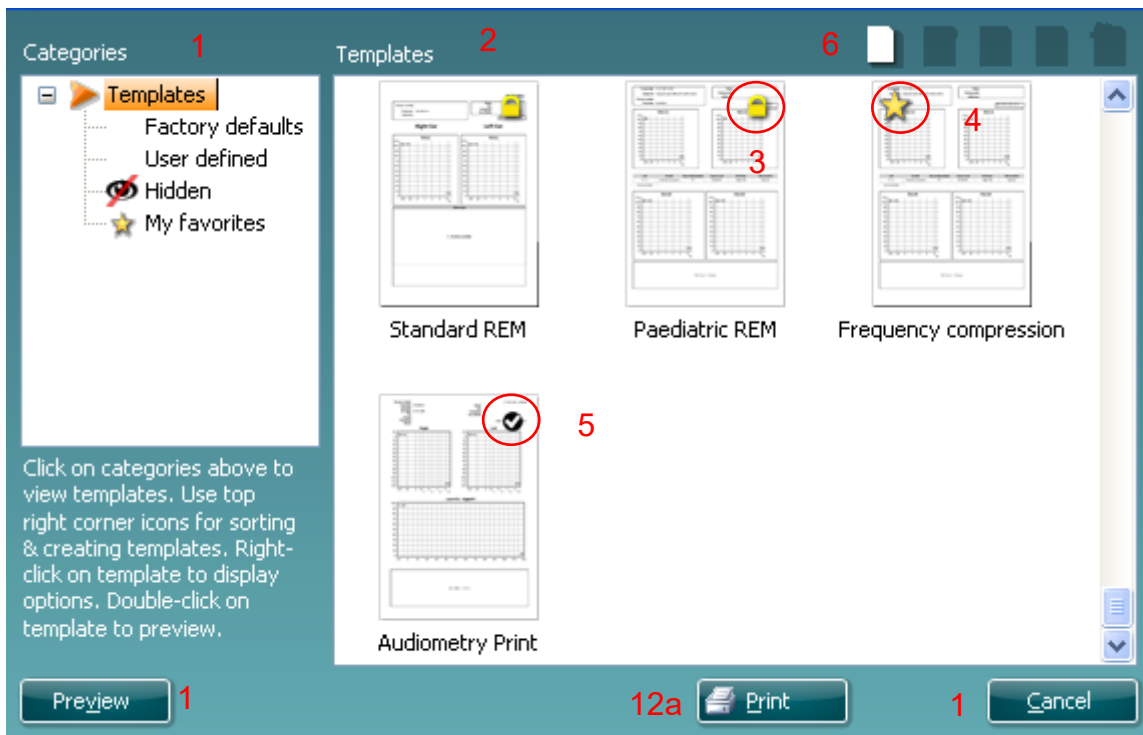 Categories 1
Templates 2
6
Templates
Factory defaults
User defined
Hidden
My favorites
3
4
Standard REM
Paediatric REM
Frequency compression
5
Audiometry Print
Click on categories above to
view templates. Use top
right corner icons for sorting
& creating templates. Right-
click on template to display
options. Double-click on
template to preview.
Preview 1
12a Print
1 Cancel